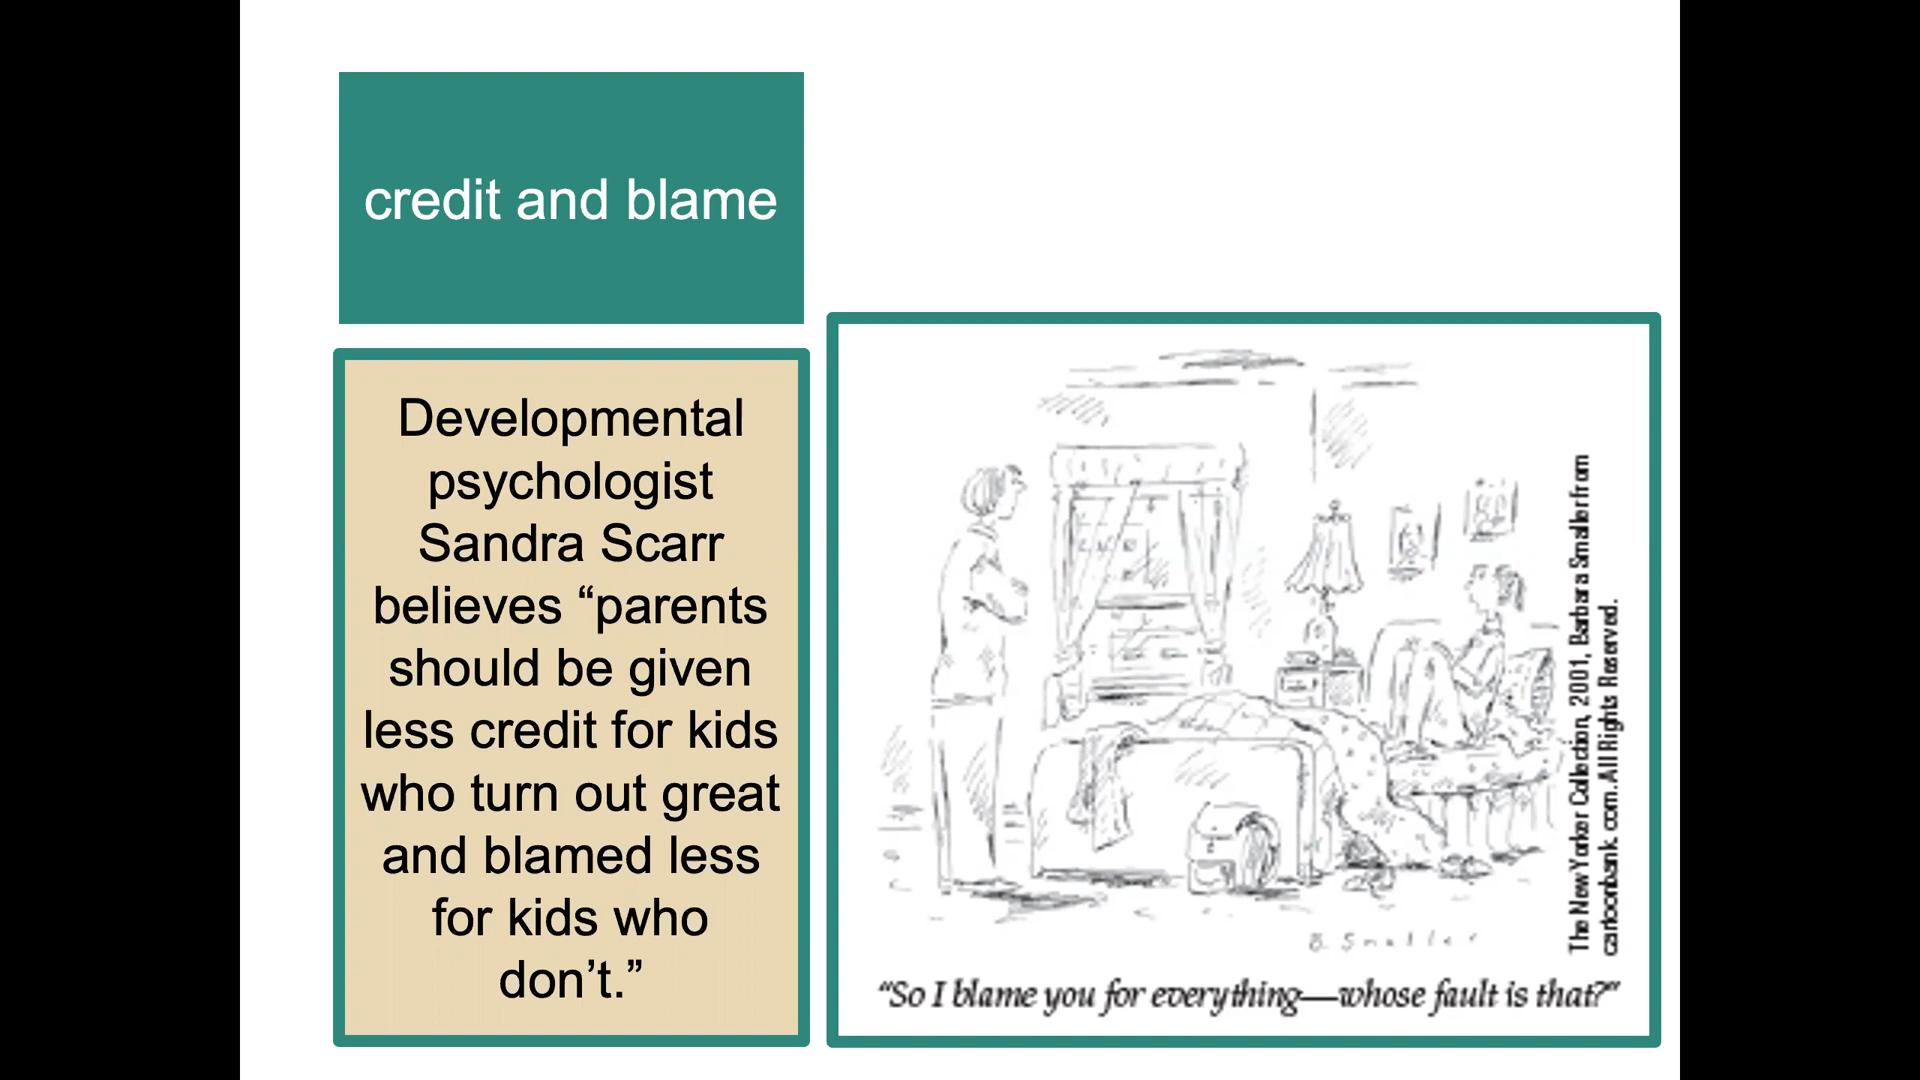 credit and blame
Developmental
psychologist
Sandra Scarr
believes “parents
should be given
less credit for kids
who turn out great
and blamed less
for kids who
don’t.”
B. Smaller
The New Yorker Collection, 2001, Barbara Smaller from
cartoonbank. com. All Rights Reserved.
“So I blame you for everything—whose fault is that?”